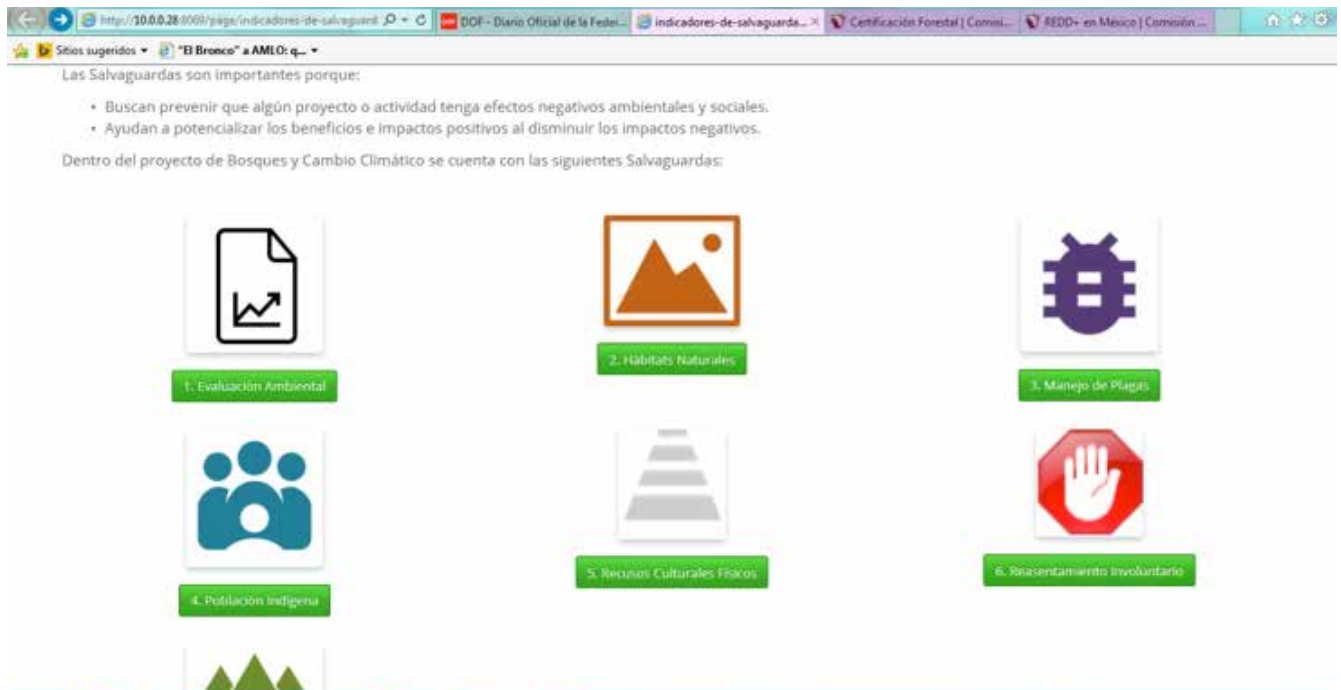 http://10.0.0.28:8069/page/indicadores-de-salvaguard
DOF - Diario Oficial de la Feder...
indicadores-de-salvaguarda...
Certificación Forestal | Comisi...
REDD+ en México | Comisión ...
Sitios sugeridos
"El Bronco" a AMLO: q...
Las Salvaguardas son importantes porque:
• Buscan prevenir que algún proyecto o actividad tenga efectos negativos ambientales y sociales.
• Ayudan a potencializar los beneficios e impactos positivos al disminuir los impactos negativos.
Dentro del proyecto de Bosques y Cambio Climático se cuenta con las siguientes Salvaguardas:
1. Evaluación Ambiental
2. Hábitats Naturales
3. Manejo de Plagas
4. Población Indígena
5. Recusos Culturales Físicos
6. Reasentamiento Involuntario